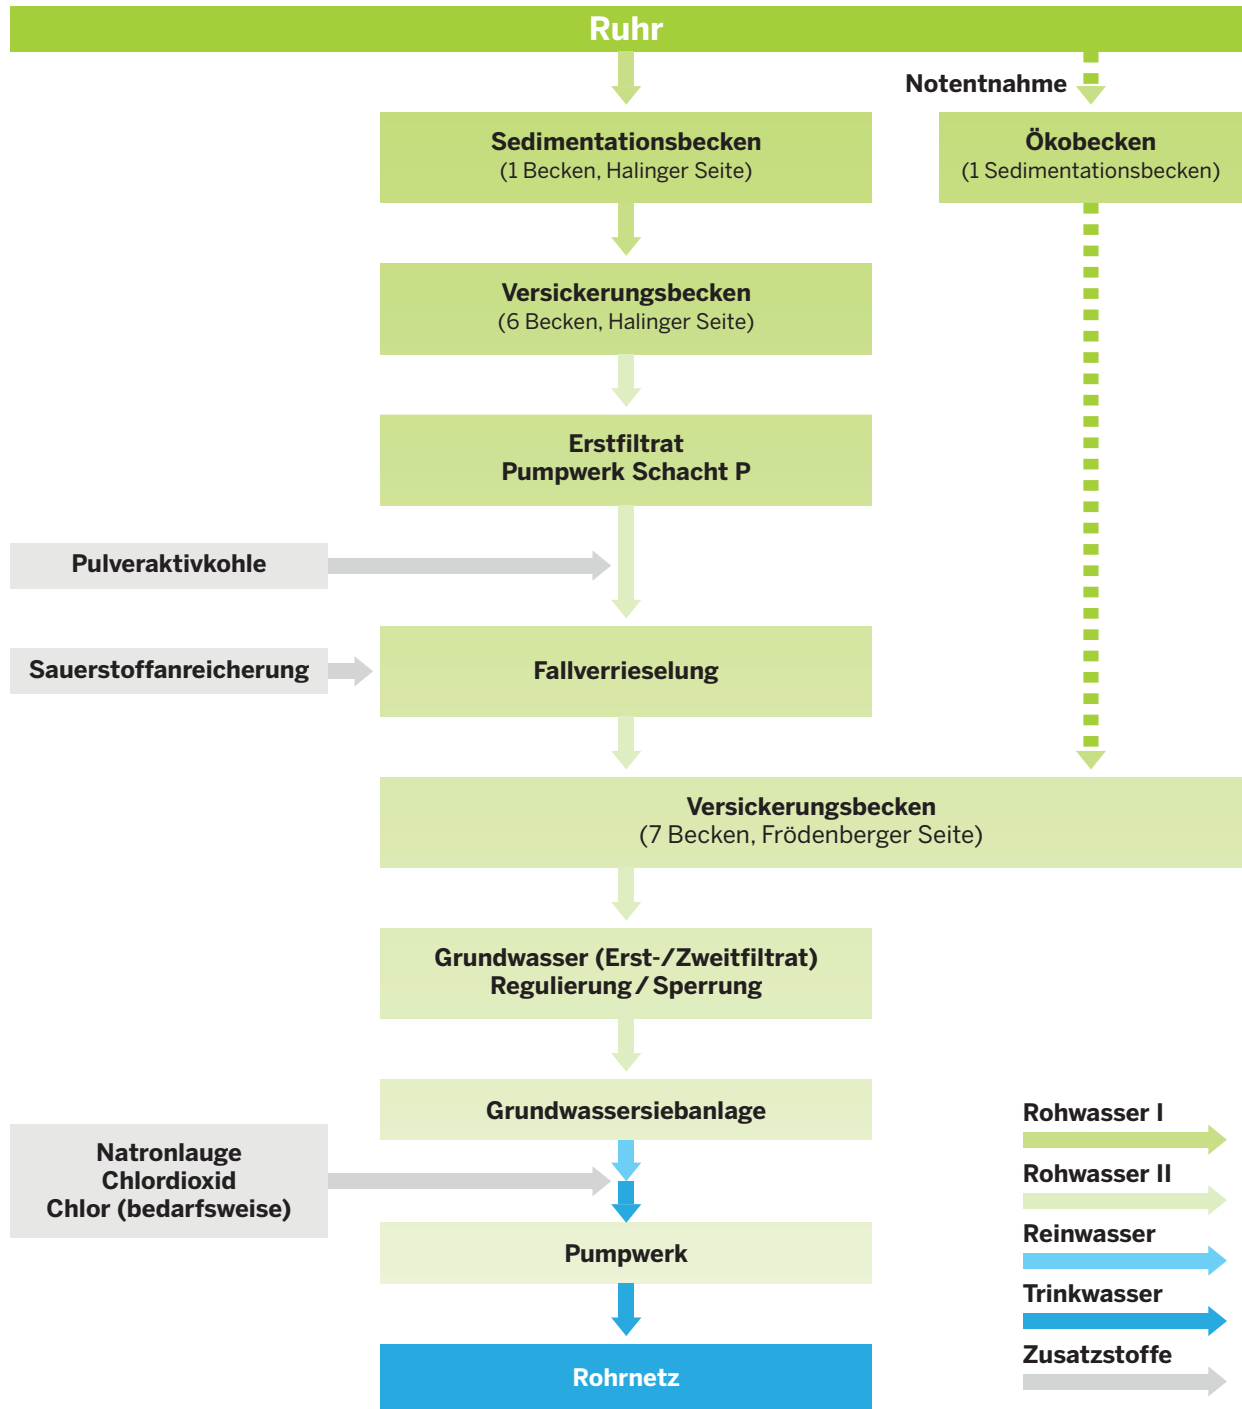 Ruhr
Notentnahme
Sedimentationsbecken
(1 Becken, Halinger Seite)
Ökobecken
(1 Sedimentationsbecken)
Versickerungsbecken
(6 Becken, Halinger Seite)
Erstfiltrat
Pumpwerk Schacht P
Pulveraktivkohle
Sauerstoffanreicherung
Fallverrieselung
Versickerungsbecken
(7 Becken, Frödenberger Seite)
Grundwasser (Erst-/Zweitfiltrat)
Regulierung / Sperrung
Grundwassersiebanlage
Natronlauge
Chlordioxid
Chlor (bedarfsweise)
Pumpwerk
Rohrnetz
Rohwasser I
Rohwasser II
Reinwasser
Trinkwasser
Zusatzstoffe